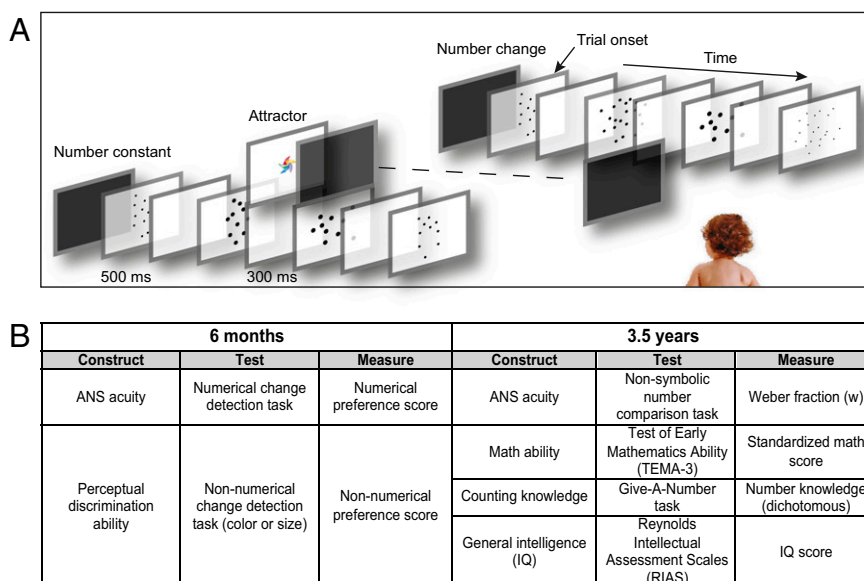 A
Number change
Trial onset
Time
Attractor
Number constant
500 ms
300 ms
B
6 months
3.5 years
Construct
Test
Measure
Construct
Test
Measure
ANS acuity
Numerical change
detection task
Numerical
preference score
ANS acuity
Non-symbolic
number
comparison task
Weber fraction (w)
Perceptual
discrimination
ability
Non-numerical
change detection
task (color or size)
Non-numerical
preference score
Math ability
Test of Early
Mathematics Ability
(TEMA-3)
Standardized math
score
Counting knowledge
Give-A-Number
task
Number knowledge
(dichotomous)
General intelligence
(IQ)
Reynolds
Intellectual
Assessment Scales
(RIAS)
IQ score